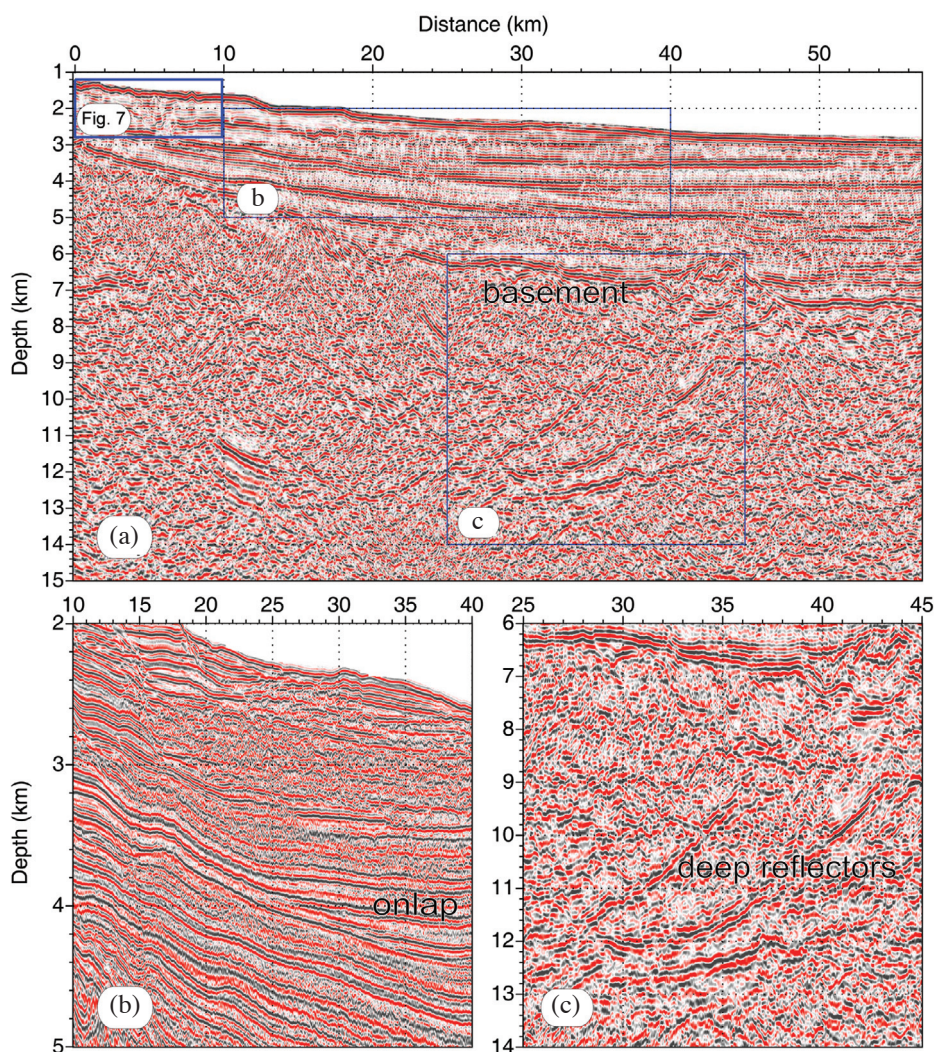 Distance (km)
0 10 20 30 40 50
Depth (km)
1
2
3
4
5
6
7
8
9
10
11
12
13
14
15
Fig. 7
b
basement
c
(a)
10 15 20 25 30 35 40
25 30 35 40 45
Depth (km)
2
3
4
5
onlap
(b)
6
7
8
9
10
11
12
13
14
deep reflectors
(c)